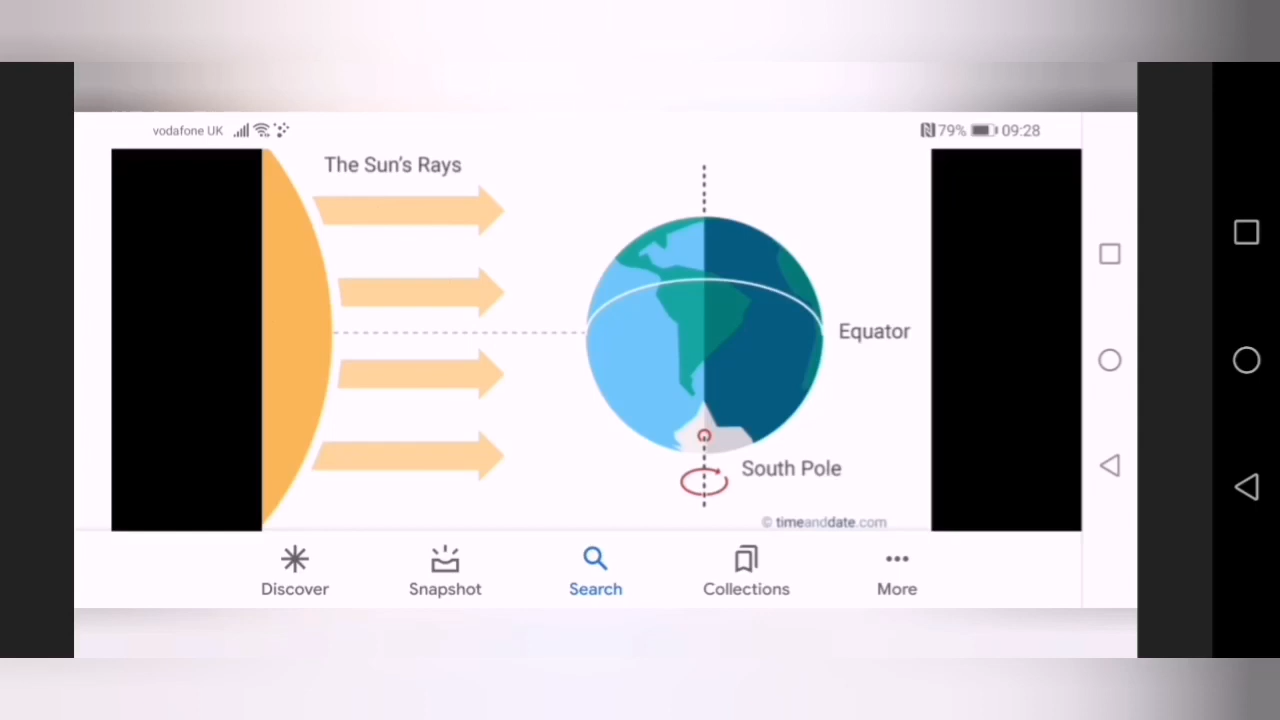 vodafone UK
79% 09:28
The Sun's Rays
Equator
South Pole
© timeanddate.com
Discover
Snapshot
Search
Collections
More